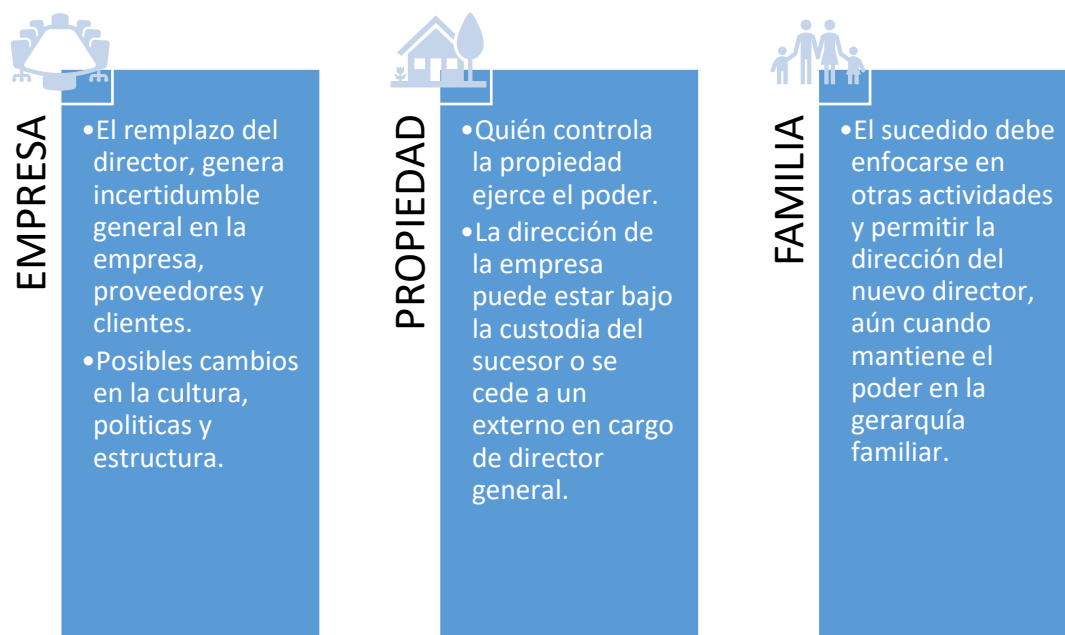 EMPRESA
•El remplazo del
director, genera
incertidumble
general en la
empresa,
proveedores y
clientes.
•Posibles cambios
en la cultura,
politicas y
estructura.
PROPIEDAD
•Quién controla
la propiedad
ejerce el poder.
•La dirección de
la empresa
puede estar bajo
la custodia del
sucesor o se
cede a un
externo en cargo
de director
general.
FAMILIA
•El sucedido debe
enfocarse en
otras actividades
y permitir la
dirección del
nuevo director,
aún cuando
mantiene el
poder en la
gerarquía
familiar.